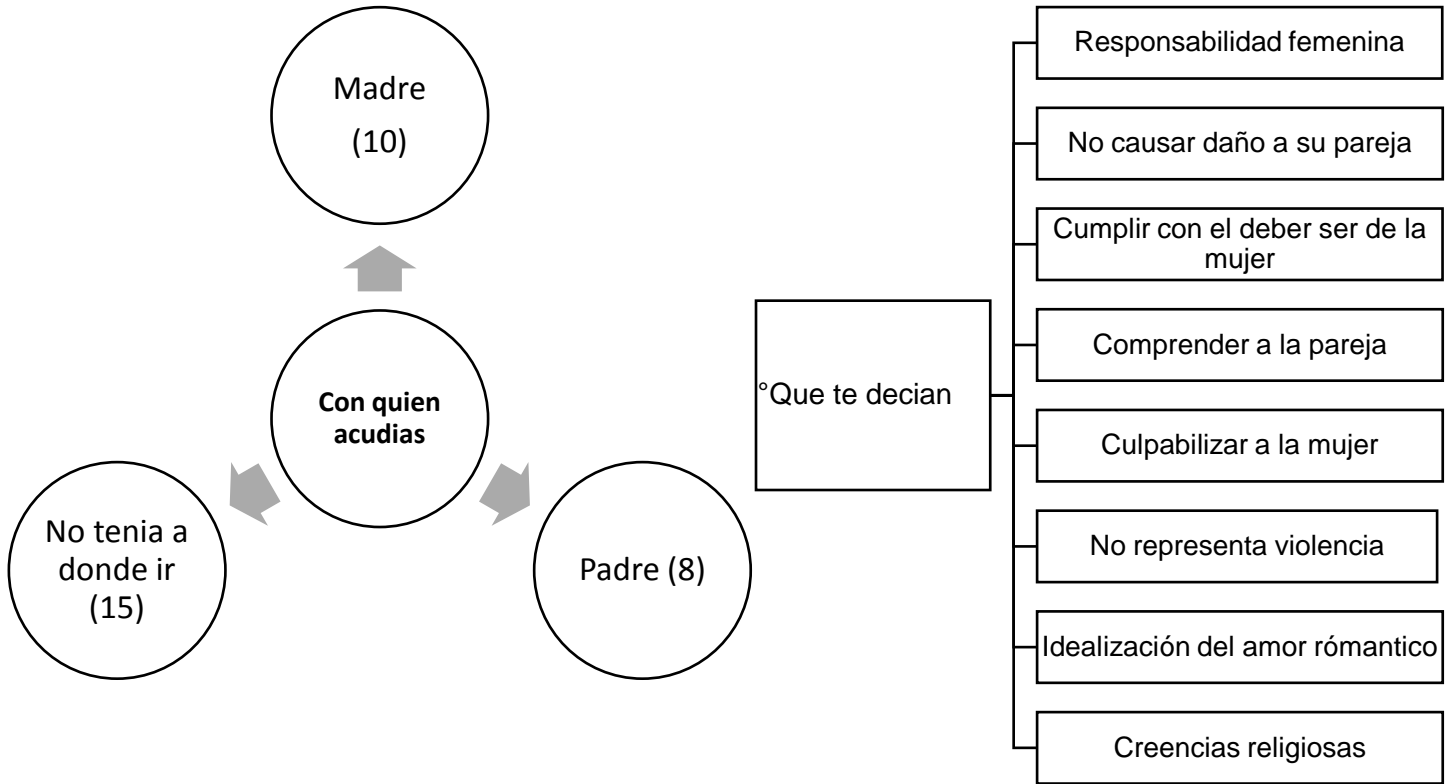 Madre
(10)
Con quien
acudias
No tenia a
donde ir
(15)
Padre (8)
°Que te decian
Responsabilidad femenina
No causar daño a su pareja
Cumplir con el deber ser de la
mujer
Comprender a la pareja
Culpabilizar a la mujer
No representa violencia
Idealización del amor rómantico
Creencias religiosas